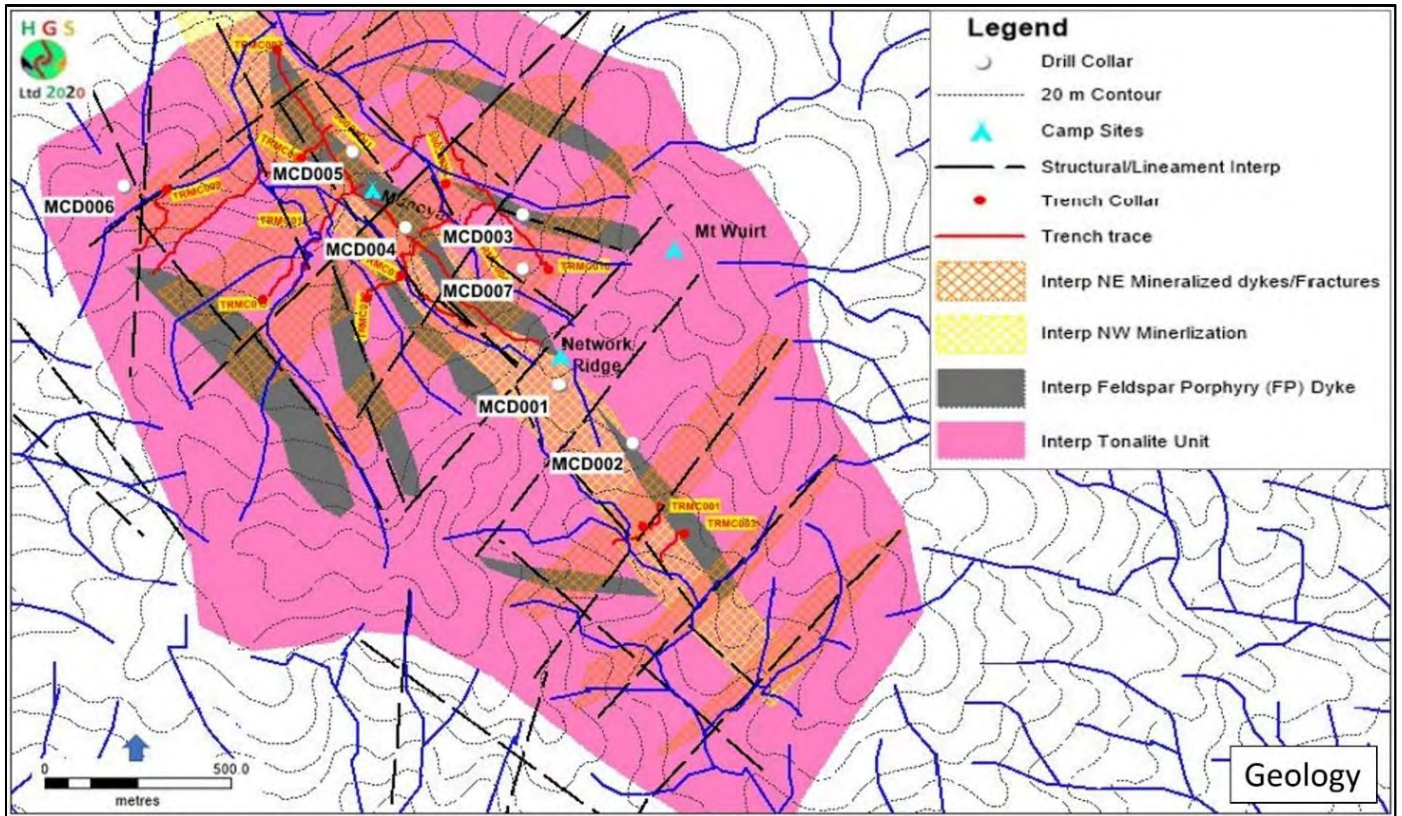 H G S
Ltd 2020
Legend
Drill Collar
20 m Contour
Camp Sites
Structural/Lineament Interp
Trench Collar
Trench trace
Interp NE Mineralized dykes/Fractures
Interp NW Minerlization
Interp Feldspar Porphyry (FP) Dyke
Interp Tonalite Unit
MCD005
MCD006
MCD004
MCD003
Mt Wuirt
TRMC010
MCD007
Network
Ridge
MCD001
MCD002
TRMC001
TRMC003
0
500.0
metres
Geology